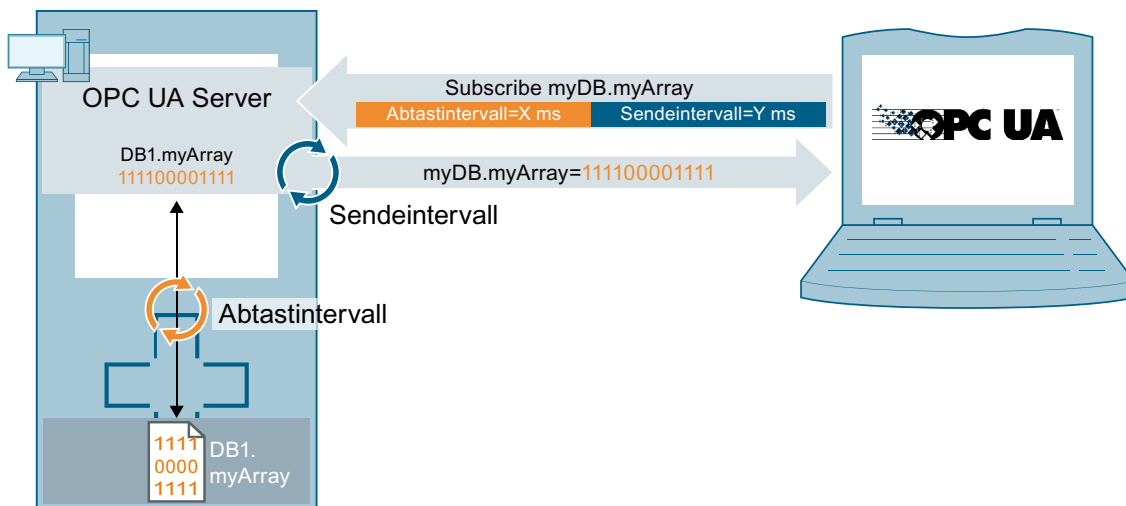 OPC UA Server
Subscribe myDB.myArray
Abtastintervall=X ms
Sendeintervall=Y ms
OPC UA
DB1.myArray
111100001111
myDB.myArray=111100001111
Sendeintervall
Abtastintervall
1111
0000
1111
DB1.
myArray